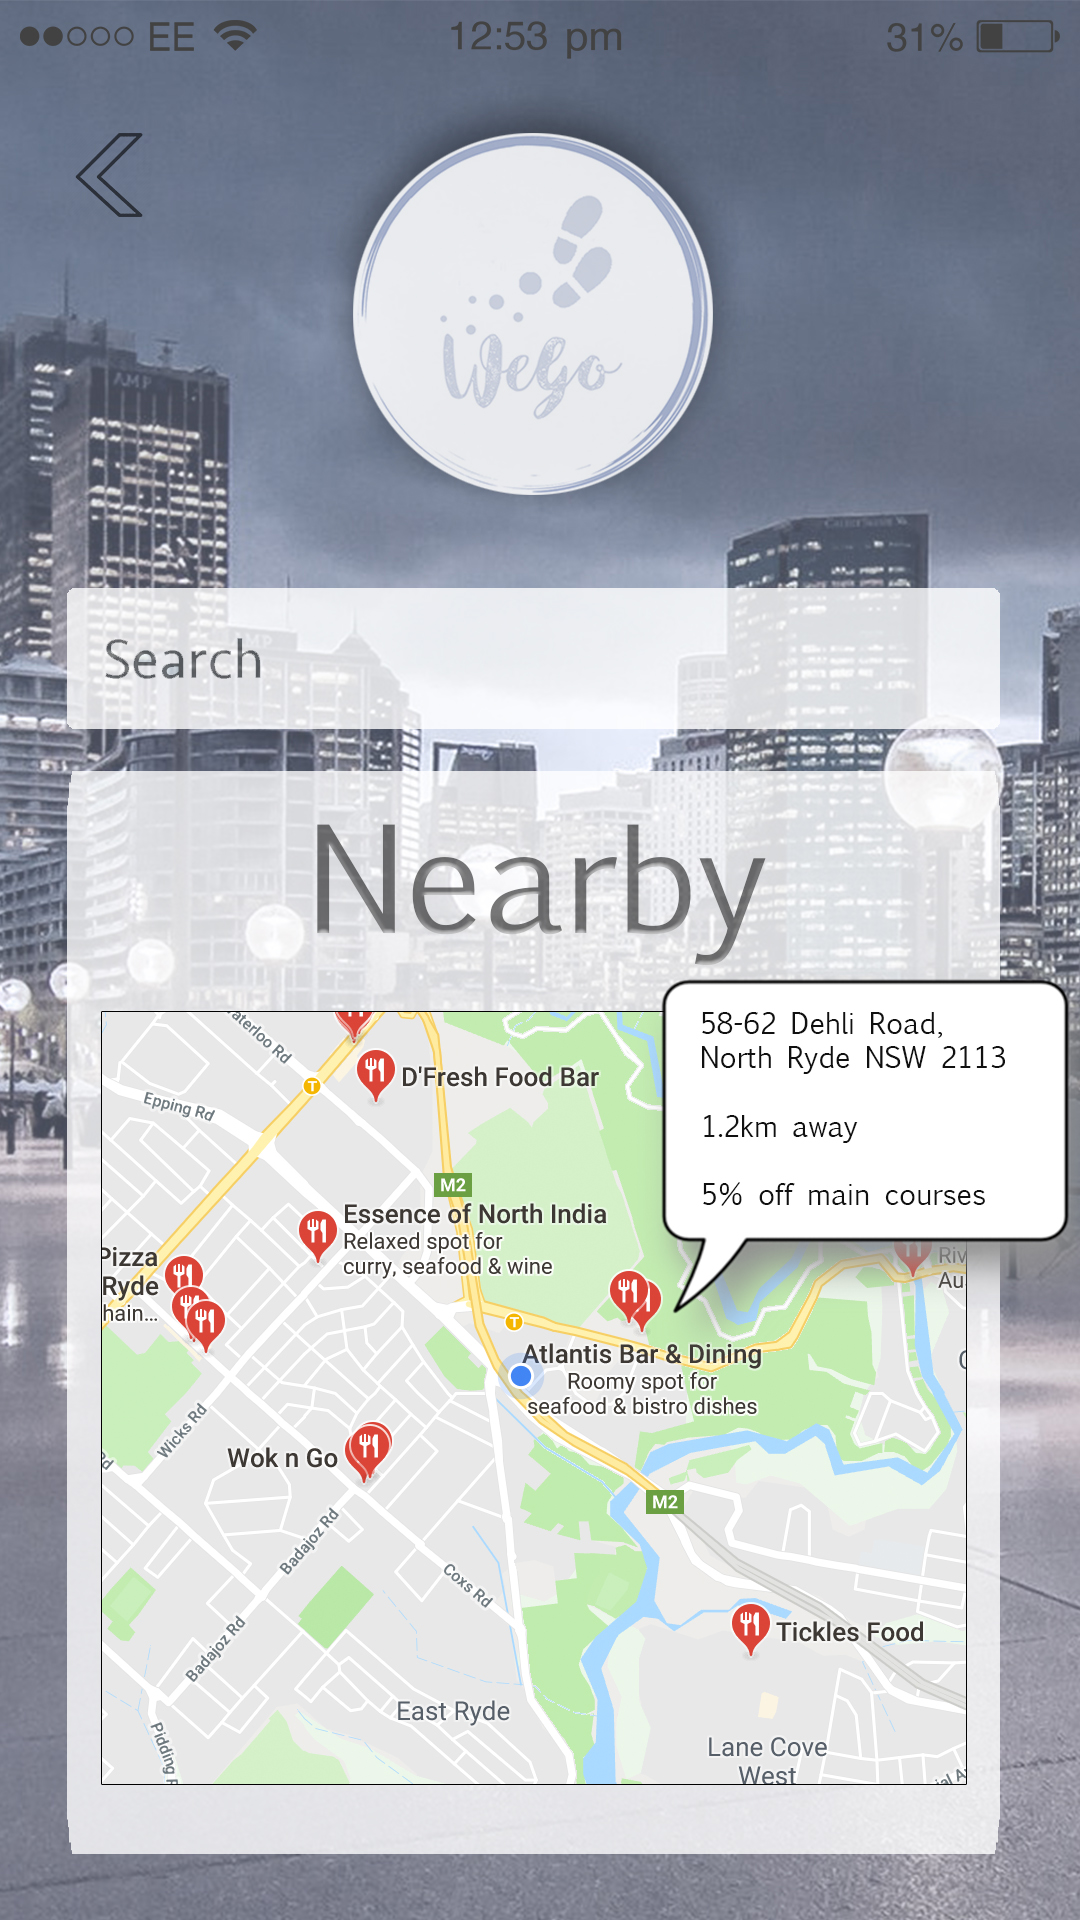 EE 12:53 pm 31%
WeGo
AMP
Search
Nearby
58-62 Dehli Road,
North Ryde NSW 2113
1.2km away
5% off main courses
aterloo Rd
D'Fresh Food Bar
T
Epping Rd
M2
Essence of North India
Relaxed spot for
curry, seafood & wine
Pizza
Ryde
hain...
Riv
Au
T
Atlantis Bar & Dining
Roomy spot for
seafood & bistro dishes
Wicks Rd
Rd
Wok n Go
M2
Badajoz Rd
Coxs Rd
Tickles Food
Badajoz Rd
East Ryde
Pidding R
Lane Cove
West
ial A